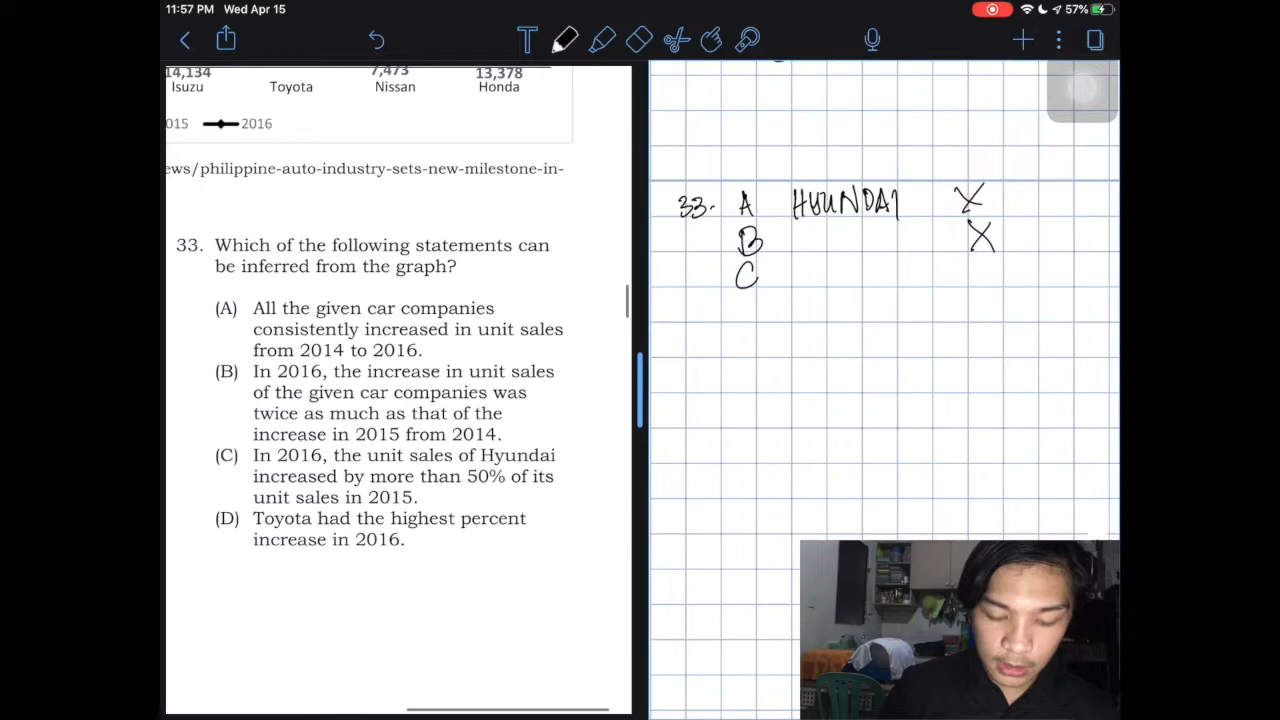 11:57 PM Wed Apr 15
57%
T
14,134
7,473
13,378
Isuzu
Toyota
Nissan
Honda
015
2016
ews/philippine-auto-industry-sets-new-milestone-in-
33. Which of the following statements can
be inferred from the graph?
(A) All the given car companies
consistently increased in unit sales
from 2014 to 2016.
(B) In 2016, the increase in unit sales
of the given car companies was
twice as much as that of the
increase in 2015 from 2014.
(C) In 2016, the unit sales of Hyundai
increased by more than 50% of its
unit sales in 2015.
(D) Toyota had the highest percent
increase in 2016.
33. A HYUNDAI X
B X
C